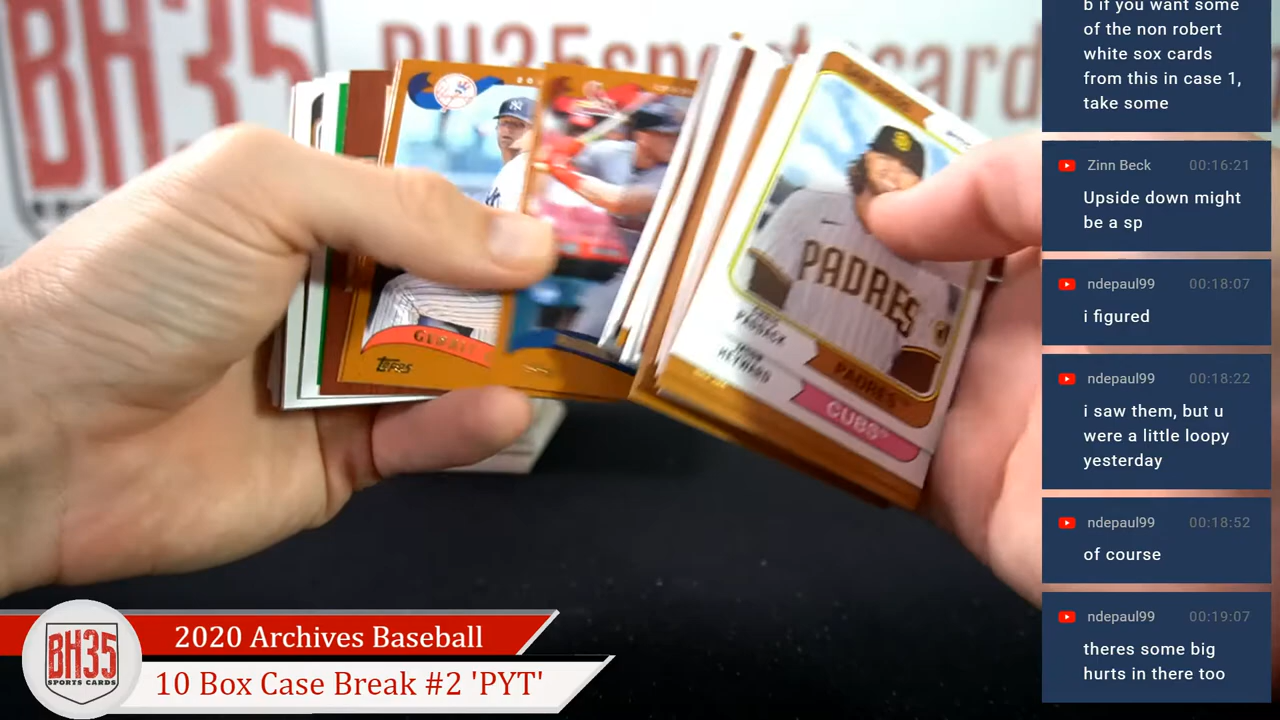 BH35
BH35sportscard
PADRES
PADDACK
HEYWARD
PADRES
CUBS
TOPPS
b if you want some
of the non robert
white sox cards
from this in case 1,
take some
Zinn Beck 00:16:21
Upside down might
be a sp
ndepaul99 00:18:07
i figured
ndepaul99 00:18:22
i saw them, but u
were a little loopy
yesterday
ndepaul99 00:18:52
of course
ndepaul99 00:19:07
theres some big
hurts in there too
BH35
SPORTS CARDS
2020 Archives Baseball
10 Box Case Break #2 'PYT'